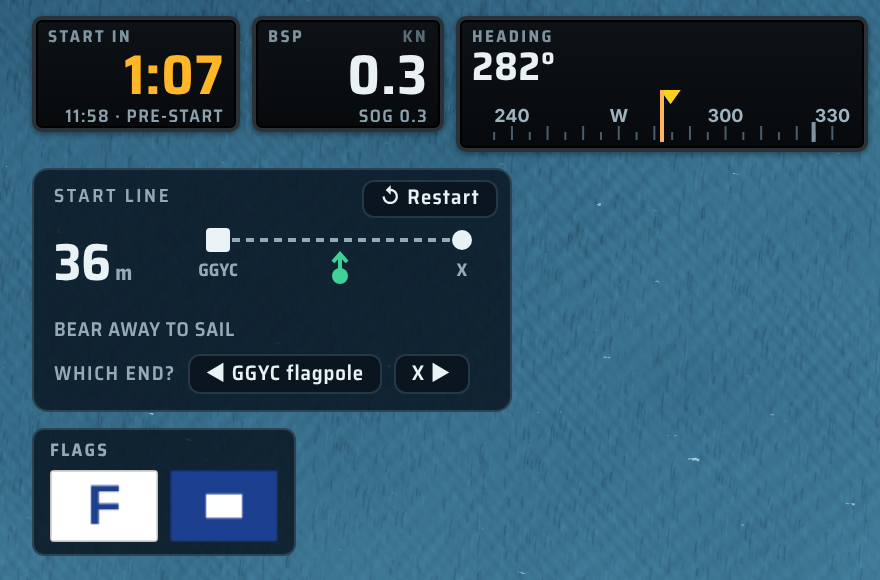 START IN
1:07
11:58 · PRE-START
BSP KN
0.3
SOG 0.3
HEADING
282°
240 W 300 330
START LINE
Restart
36 m
GGYC X
BEAR AWAY TO SAIL
WHICH END? ◀ GGYC flagpole X ▶
FLAGS
F